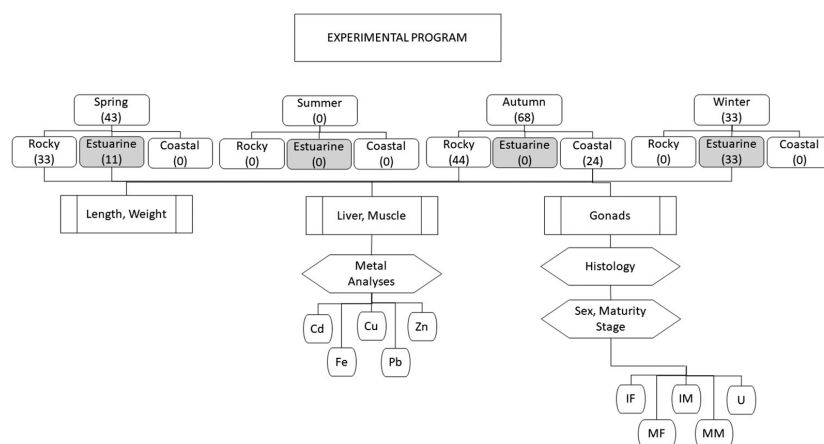 EXPERIMENTAL PROGRAM
Spring
(43)
Summer
(0)
Autumn
(68)
Winter
(33)
Rocky
(33)
Estuarine
(11)
Coastal
(0)
Rocky
(0)
Estuarine
(0)
Coastal
(0)
Rocky
(44)
Estuarine
(0)
Coastal
(24)
Rocky
(0)
Estuarine
(33)
Coastal
(0)
Length, Weight
Liver, Muscle
Gonads
Metal
Analyses
Histology
Cd
Cu
Zn
Fe
Pb
Sex, Maturity
Stage
IF
IM
U
MF
MM